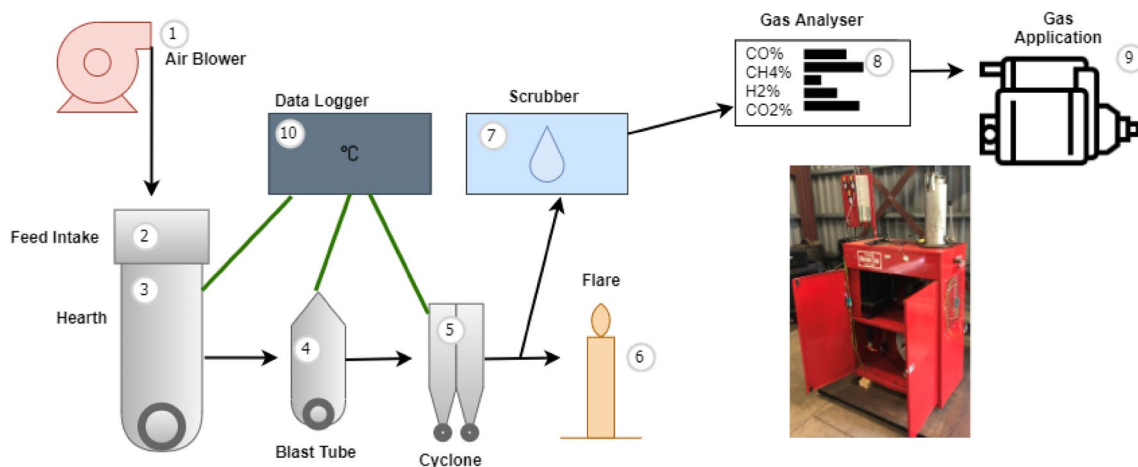 1
Air Blower
Data Logger
10
°C
Scrubber
7
Gas Analyser
CO%
CH4%
H2%
CO2%
8
Gas
Application
9
Feed Intake
2
3
Hearth
4
Blast Tube
5
Cyclone
Flare
6